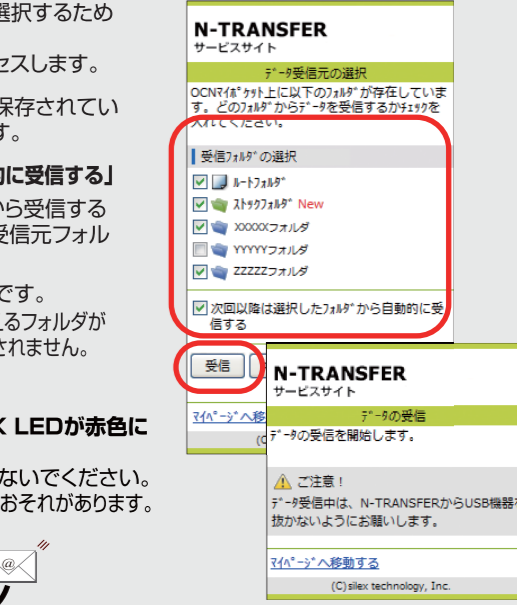 選択するため
セスします。
保存されてい
す。
的に受信する」
から受信する
受信元フォル
です。
えるフォルダが
されません。
K LEDが赤色に
ないでください。
おそれがあります。
@
N-TRANSFER
サービスサイト
ﾃﾞｰﾀ受信元の選択
OCNﾏｲﾎﾟｹｯﾄ上に以下のﾌｫﾙﾀﾞが存在していま
す。どのﾌｫﾙﾀﾞからﾃﾞｰﾀを受信するかﾁｪｯｸを
入れてください。
受信ﾌｫﾙﾀﾞの選択
ﾙｰﾄﾌｫﾙﾀﾞ
ｽﾄｯｸﾌｫﾙﾀﾞ New
XXXXXフォルダ
YYYYYフォルダ
ZZZZZフォルダ
次回以降は選択したﾌｫﾙﾀﾞから自動的に受
信する
受信
ﾏｲﾍﾟｰｼﾞへ移
(C
N-TRANSFER
サービスサイト
ﾃﾞｰﾀの受信
ﾃﾞｰﾀの受信を開始します。
ご注意！
ﾃﾞｰﾀ受信中は、N-TRANSFERからUSB機器を
抜かないようにお願いします。
ﾏｲﾍﾟｰｼﾞへ移動する
(C)silex technology, Inc.